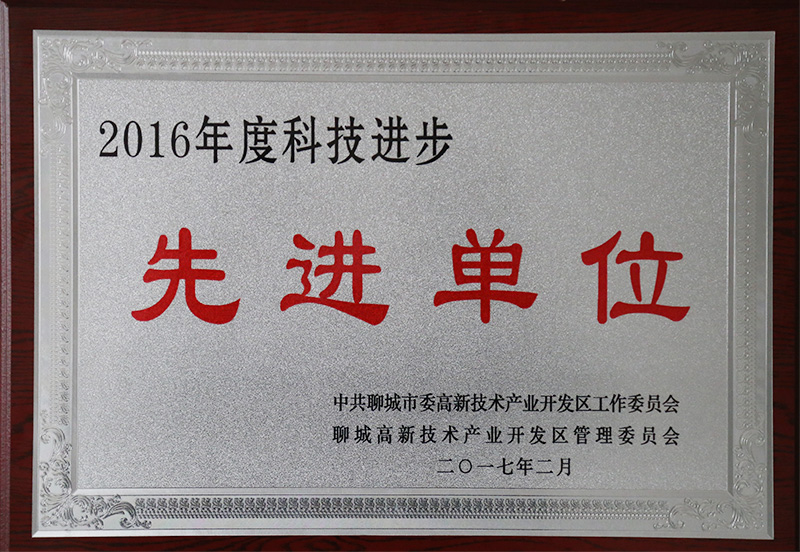 2016年度科技进步
先进单位
中共聊城市委高新技术产业开发区工作委员会
聊城高新技术产业开发区管理委员会
二〇一七年二月